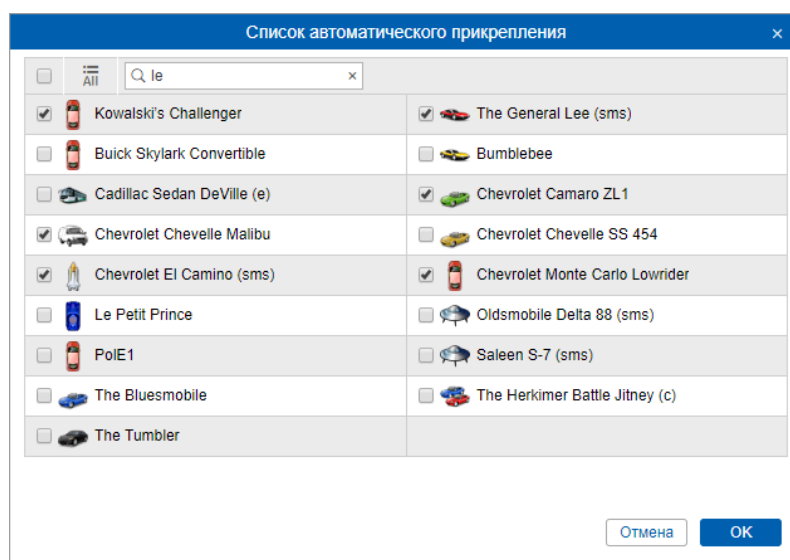 Список автоматического прикрепления ×
All le ×
Kowalski's Challenger The General Lee (sms)
Buick Skylark Convertible Bumblebee
Cadillac Sedan DeVille (e) Chevrolet Camaro ZL1
Chevrolet Chevelle Malibu Chevrolet Chevelle SS 454
Chevrolet El Camino (sms) Chevrolet Monte Carlo Lowrider
Le Petit Prince Oldsmobile Delta 88 (sms)
PolE1 Saleen S-7 (sms)
The Bluesmobile The Herkimer Battle Jitney (c)
The Tumbler
Отмена OK